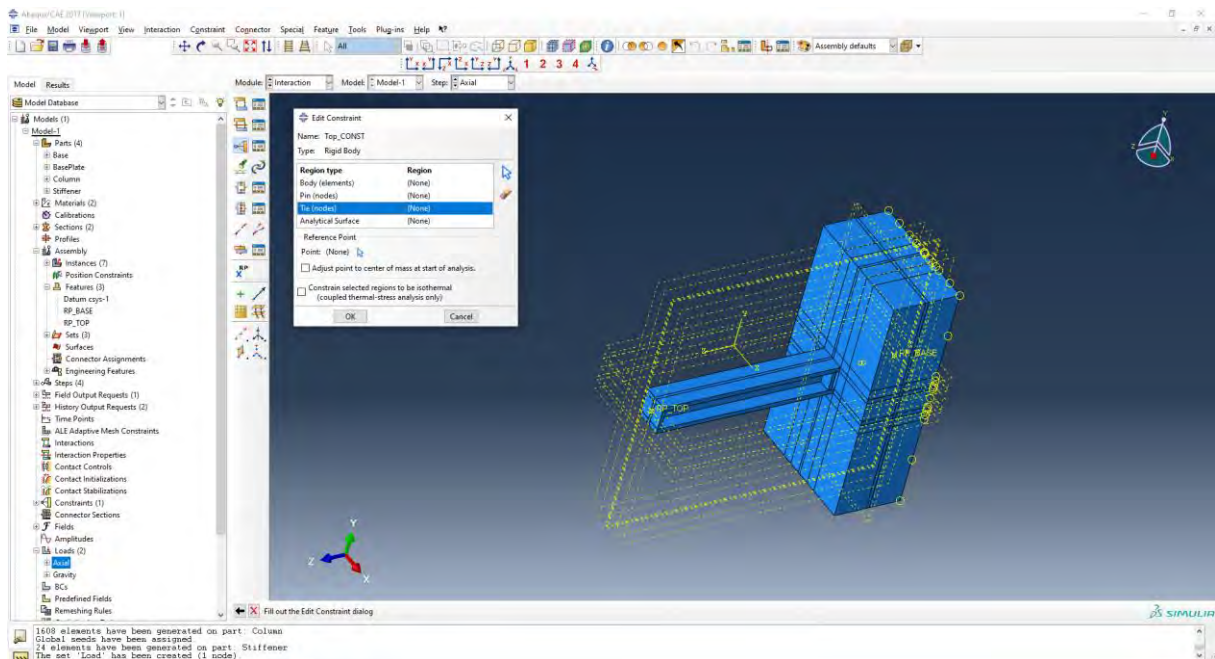 Abaqus/CAE 2017 [Viewport: 1]
File Model Viewport View Interaction Constraint Connector Special Feature Tools Plug-ins Help
All
Assembly defaults
1 2 3 4
Model Results
Module: Interaction Model: Model-1 Step: Axial
Model Database
Models (1)
Model-1
Parts (4)
Base
BasePlate
Column
Stiffener
Materials (2)
Calibrations
Sections (2)
Profiles
Assembly
Instances (7)
Position Constraints
Features (3)
Datum csys-1
RP_BASE
RP_TOP
Sets (3)
Surfaces
Connector Assignments
Engineering Features
Steps (4)
Field Output Requests (1)
History Output Requests (2)
Time Points
ALE Adaptive Mesh Constraints
Interactions
Interaction Properties
Contact Controls
Contact Initializations
Contact Stabilizations
Constraints (1)
Connector Sections
Fields
Amplitudes
Loads (2)
Axial
Gravity
BCs
Predefined Fields
Remeshing Rules
RP
Edit Constraint
Name: Top_CONST
Type: Rigid Body
Region type Region
Body (elements) (None)
Pin (nodes) (None)
Tie (nodes) (None)
Analytical Surface (None)
Reference Point
Point: (None)
Adjust point to center of mass at start of analysis.
Constrain selected regions to be isothermal
(coupled thermal-stress analysis only)
OK Cancel
RP_BASE
RP_TOP
Y
Z
X
Fill out the Edit Constraint dialog
SIMULIA
1608 elements have been generated on part: Column
Global seeds have been assigned.
24 elements have been generated on part: Stiffener
The set 'Load' has been created (1 node)